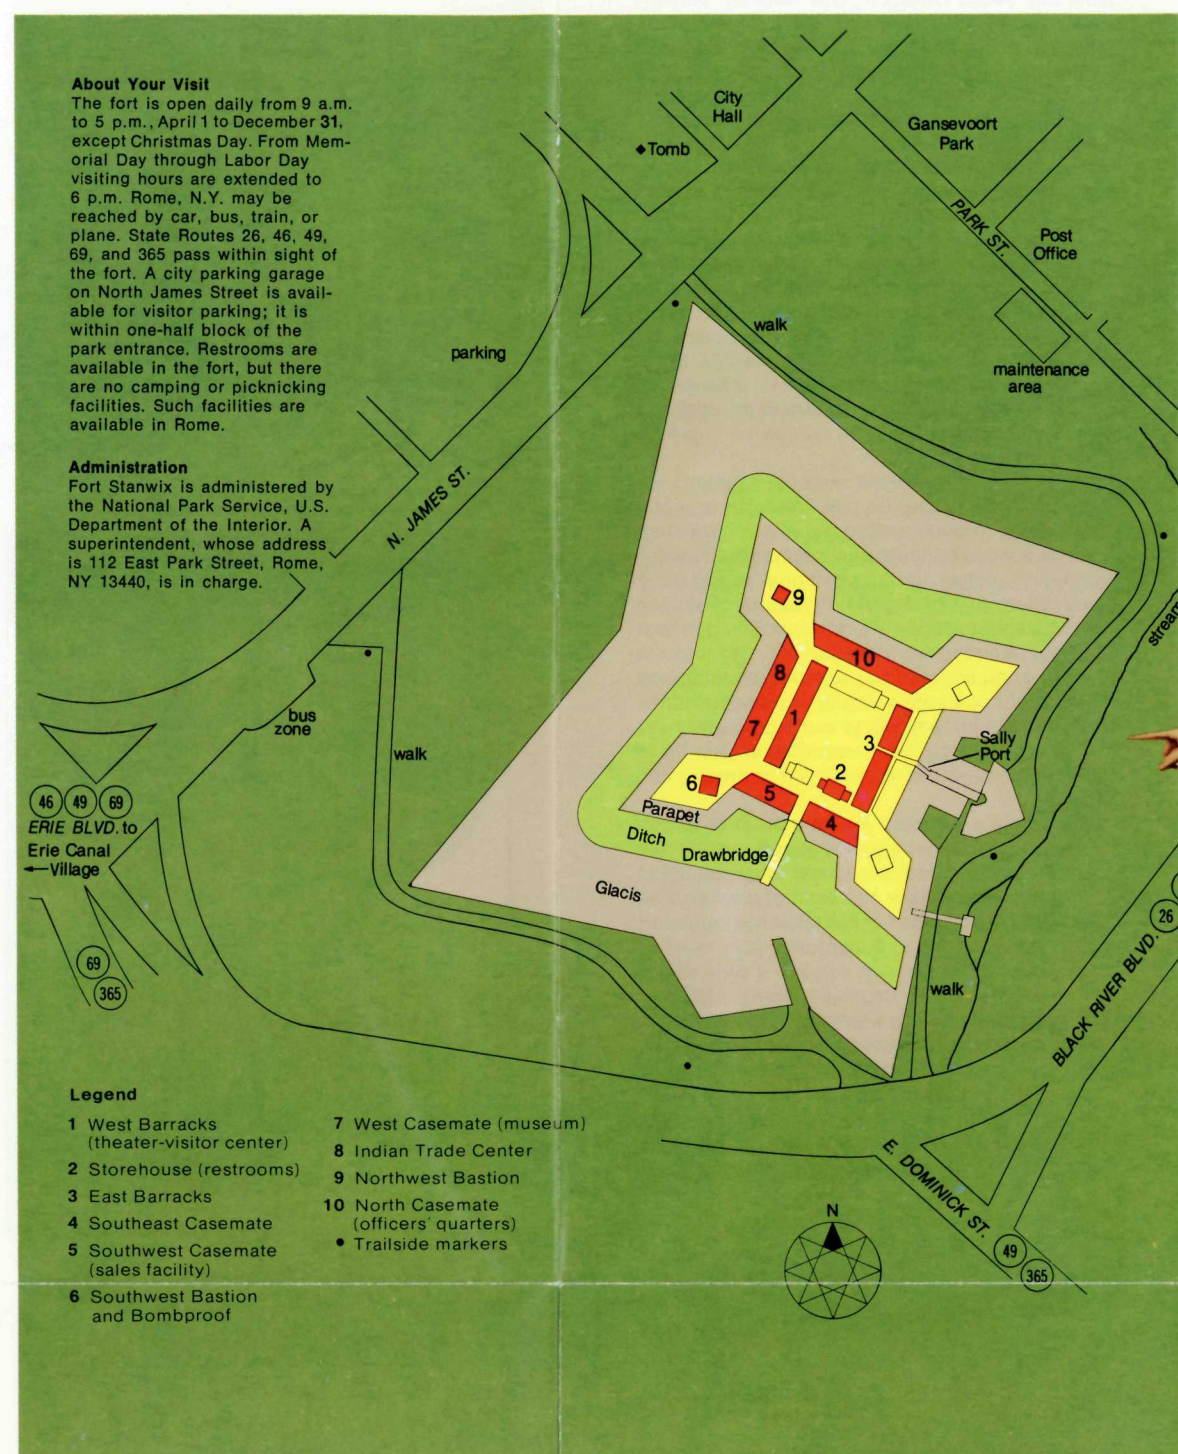 About Your Visit
The fort is open daily from 9 a.m.
to 5 p.m., April 1 to December 31,
except Christmas Day. From Mem-
orial Day through Labor Day
visiting hours are extended to
6 p.m. Rome, N.Y. may be
reached by car, bus, train, or
plane. State Routes 26, 46, 49,
69, and 365 pass within sight of
the fort. A city parking garage
on North James Street is avail-
able for visitor parking; it is
within one-half block of the
park entrance. Restrooms are
available in the fort, but there
are no camping or picknicking
facilities. Such facilities are
available in Rome.
Administration
Fort Stanwix is administered by
the National Park Service, U.S.
Department of the Interior. A
superintendent, whose address
is 112 East Park Street, Rome,
NY 13440, is in charge.
City
Hall
Tomb
Gansevoort
Park
PARK ST.
Post
Office
walk
parking
maintenance
area
N. JAMES ST.
stream
9
10
8
1
7
3
Sally
Port
2
6
5
4
Parapet
Ditch
Drawbridge
Glacis
bus
zone
walk
46 49 69
ERIE BLVD. to
Erie Canal
Village
69
365
walk
26
BLACK RIVER BLVD.
E. DOMINICK ST.
49
365
N
Legend
1 West Barracks
(theater-visitor center)
2 Storehouse (restrooms)
3 East Barracks
4 Southeast Casemate
5 Southwest Casemate
(sales facility)
6 Southwest Bastion
and Bombproof
7 West Casemate (museum)
8 Indian Trade Center
9 Northwest Bastion
10 North Casemate
(officers' quarters)
• Trailside markers